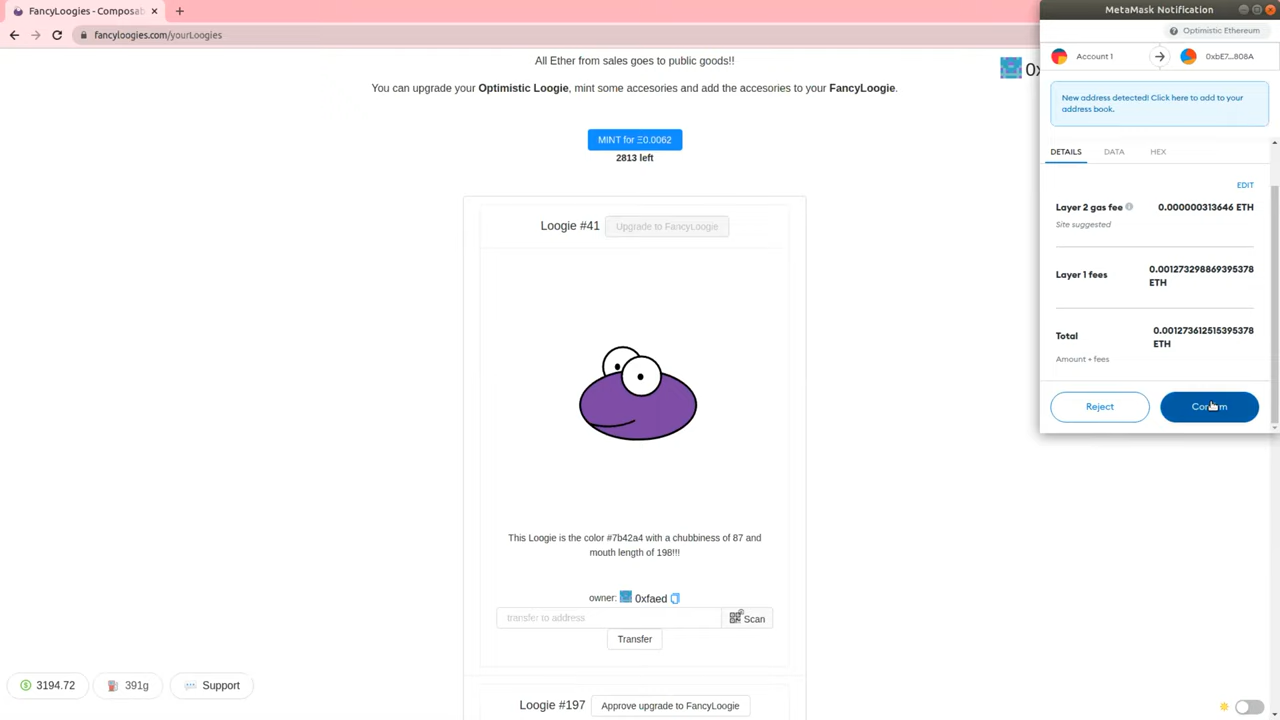 FancyLoogies - Composab
fancyloogies.com/yourLoogies
All Ether from sales goes to public goods!!
You can upgrade your Optimistic Loogie, mint some accesories and add the accesories to your FancyLoogie.
0x
MINT for Ξ0.0062
2813 left
Loogie #41 Upgrade to FancyLoogie
This Loogie is the color #7b42a4 with a chubbiness of 87 and
mouth length of 198!!!
owner: 0xfaed
transfer to address Scan
Transfer
Loogie #197 Approve upgrade to FancyLoogie
3194.72 391g Support
MetaMask Notification
Optimistic Ethereum
Account 1 0xbE7...808A
New address detected! Click here to add to your
address book.
DETAILS DATA HEX
EDIT
Layer 2 gas fee 0.000000313646 ETH
Site suggested
Layer 1 fees 0.001273298869395378
ETH
Total 0.001273612515395378
ETH
Amount + fees
Reject Confirm